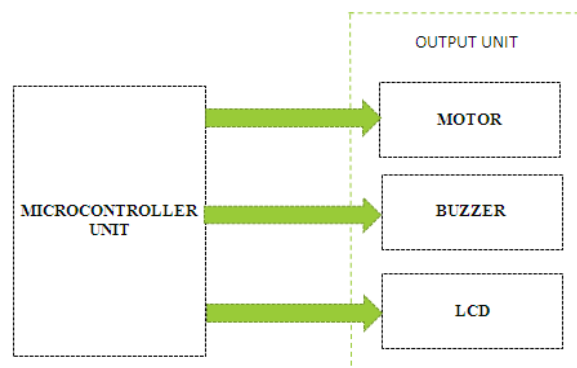 OUTPUT UNIT
MOTOR
MICROCONTROLLER
UNIT
BUZZER
LCD